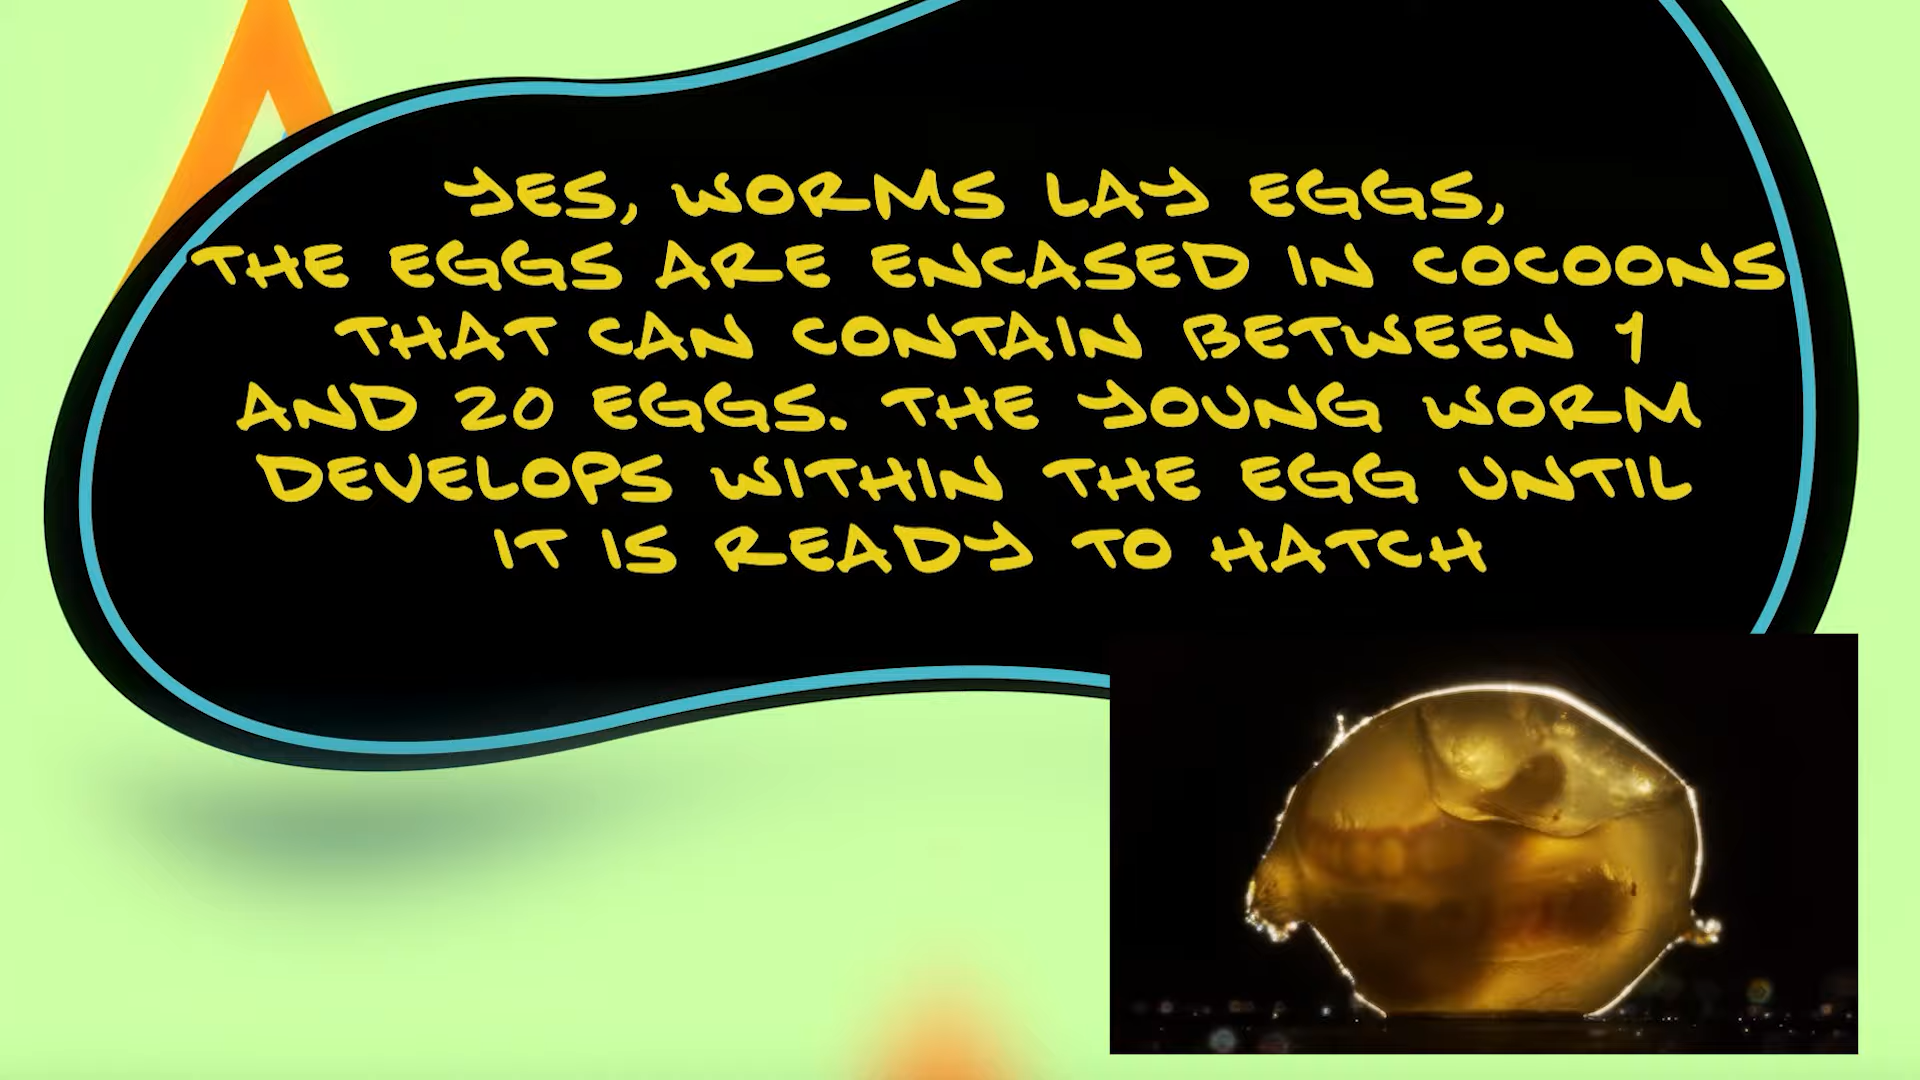 YES, WORMS LAY EGGS,
THE EGGS ARE ENCASED IN COCOONS
THAT CAN CONTAIN BETWEEN 1
AND 20 EGGS. THE YOUNG WORM
DEVELOPS WITHIN THE EGG UNTIL
IT IS READY TO HATCH